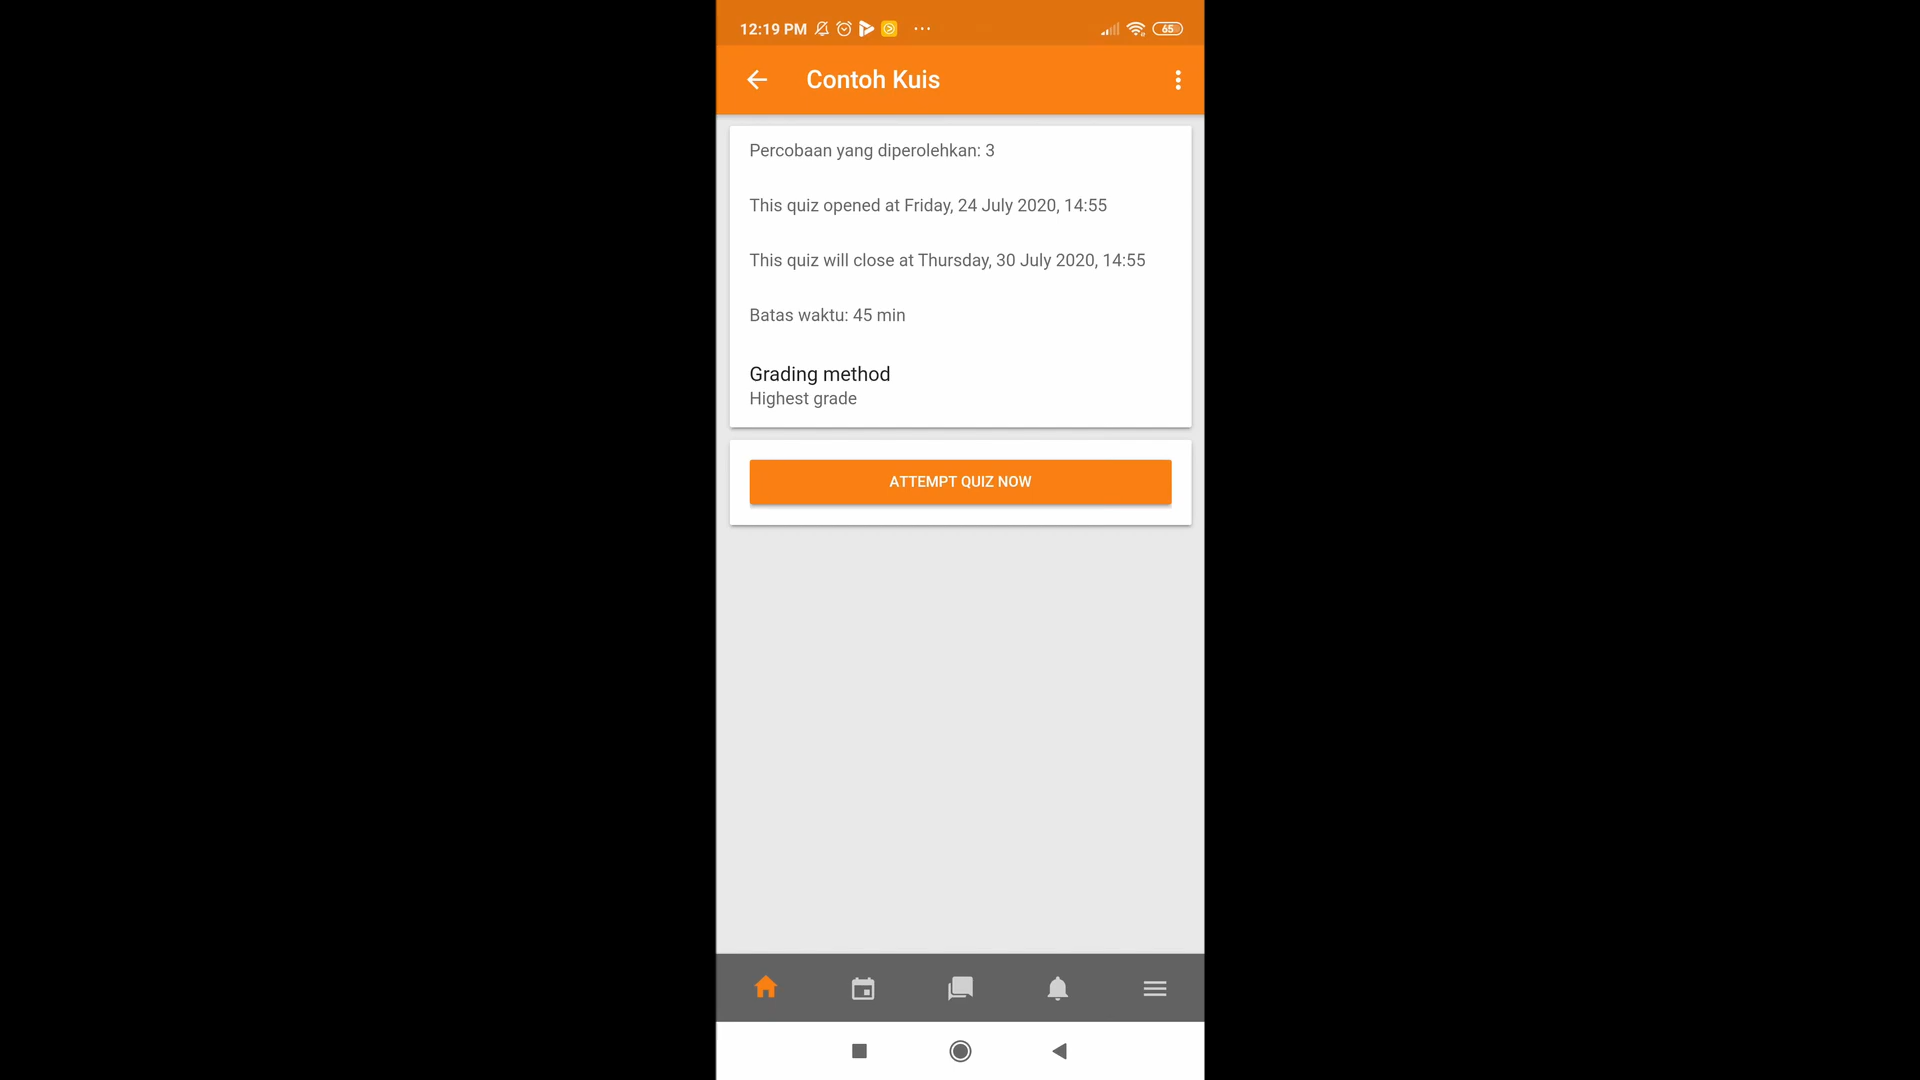 12:19 PM
65
Contoh Kuis
Percobaan yang diperolehkan: 3
This quiz opened at Friday, 24 July 2020, 14:55
This quiz will close at Thursday, 30 July 2020, 14:55
Batas waktu: 45 min
Grading method
Highest grade
ATTEMPT QUIZ NOW